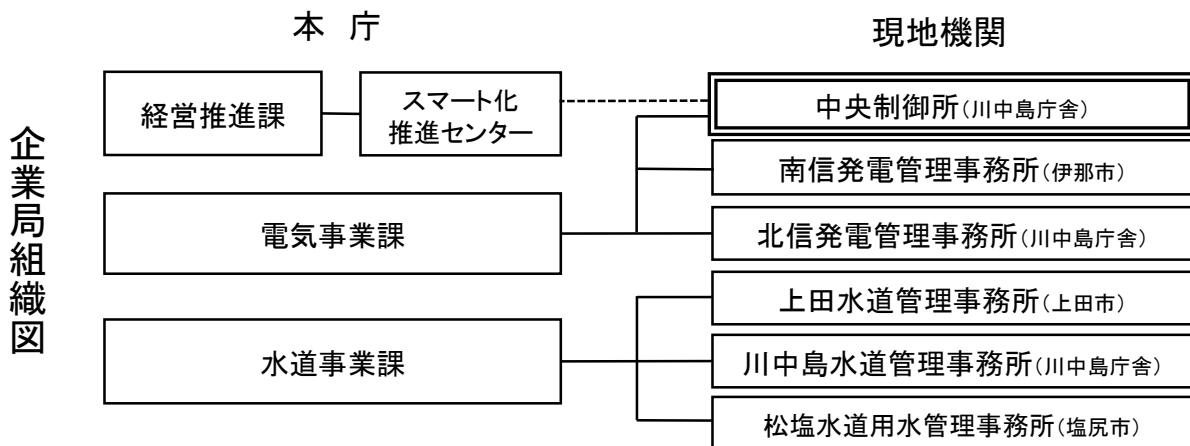 本 庁
現地機関
企業局組織図
経営推進課
スマート化
推進センター
中央制御所(川中島庁舎)
南信発電管理事務所(伊那市)
電気事業課
北信発電管理事務所(川中島庁舎)
上田水道管理事務所(上田市)
水道事業課
川中島水道管理事務所(川中島庁舎)
松塩水道用水管理事務所(塩尻市)